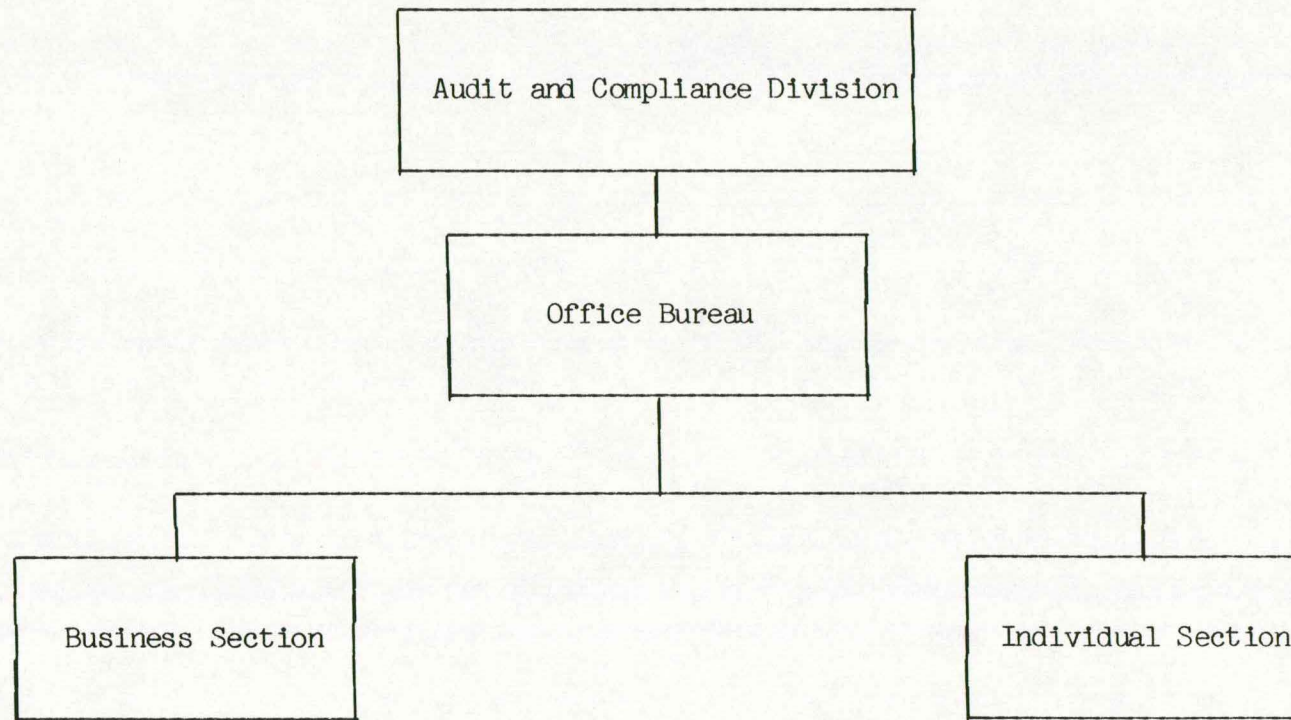 Audit and Compliance Division
Office Bureau
Business Section
Individual Section